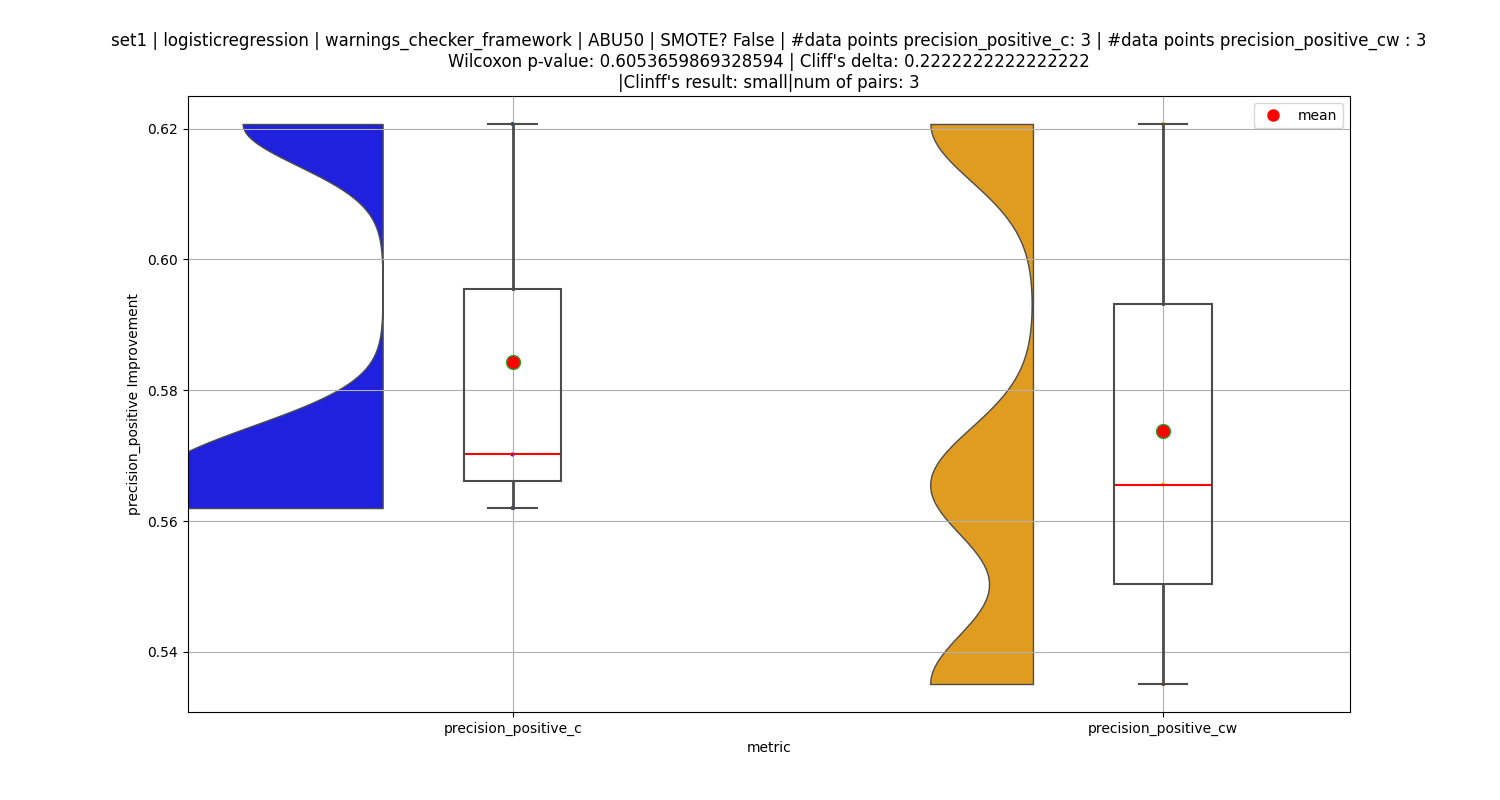 set1 | logisticregression | warnings_checker_framework | ABU50 | SMOTE? False | #data points precision_positive_c: 3 | #data points precision_positive_cw : 3
Wilcoxon p-value: 0.6053659869328594 | Cliff's delta: 0.2222222222222222
|Clinff's result: small|num of pairs: 3
mean
0.62
0.60
0.58
0.56
0.54
precision_positive Improvement
precision_positive_c
precision_positive_cw
metric